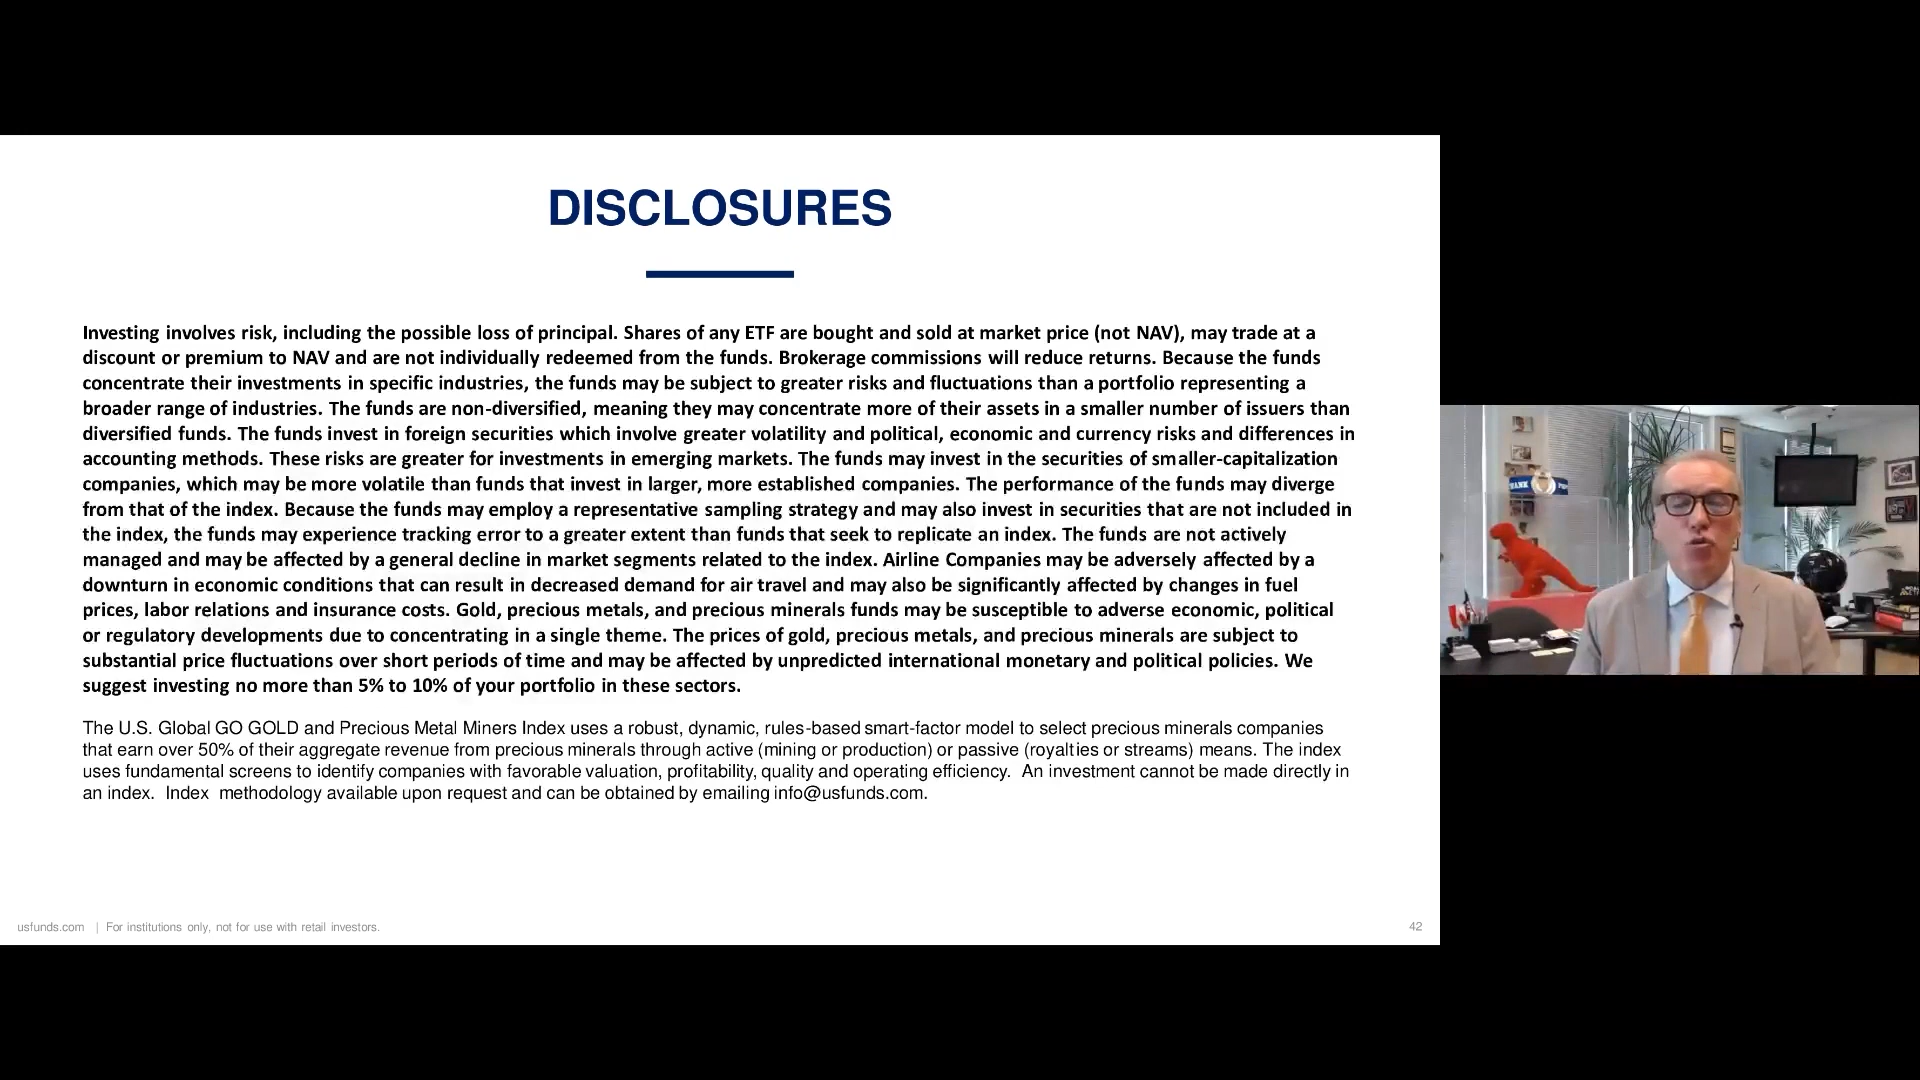 DISCLOSURES
Investing involves risk, including the possible loss of principal. Shares of any ETF are bought and sold at market price (not NAV), may trade at a
discount or premium to NAV and are not individually redeemed from the funds. Brokerage commissions will reduce returns. Because the funds
concentrate their investments in specific industries, the funds may be subject to greater risks and fluctuations than a portfolio representing a
broader range of industries. The funds are non-diversified, meaning they may concentrate more of their assets in a smaller number of issuers than
diversified funds. The funds invest in foreign securities which involve greater volatility and political, economic and currency risks and differences in
accounting methods. These risks are greater for investments in emerging markets. The funds may invest in the securities of smaller-capitalization
companies, which may be more volatile than funds that invest in larger, more established companies. The performance of the funds may diverge
from that of the index. Because the funds may employ a representative sampling strategy and may also invest in securities that are not included in
the index, the funds may experience tracking error to a greater extent than funds that seek to replicate an index. The funds are not actively
managed and may be affected by a general decline in market segments related to the index. Airline Companies may be adversely affected by a
downturn in economic conditions that can result in decreased demand for air travel and may also be significantly affected by changes in fuel
prices, labor relations and insurance costs. Gold, precious metals, and precious minerals funds may be susceptible to adverse economic, political
or regulatory developments due to concentrating in a single theme. The prices of gold, precious metals, and precious minerals are subject to
substantial price fluctuations over short periods of time and may be affected by unpredicted international monetary and political policies. We
suggest investing no more than 5% to 10% of your portfolio in these sectors.
The U.S. Global GO GOLD and Precious Metal Miners Index uses a robust, dynamic, rules-based smart-factor model to select precious minerals companies
that earn over 50% of their aggregate revenue from precious minerals through active (mining or production) or passive (royalties or streams) means. The index
uses fundamental screens to identify companies with favorable valuation, profitability, quality and operating efficiency. An investment cannot be made directly in
an index. Index methodology available upon request and can be obtained by emailing info@usfunds.com.
usfunds.com | For institutions only, not for use with retail investors.
42